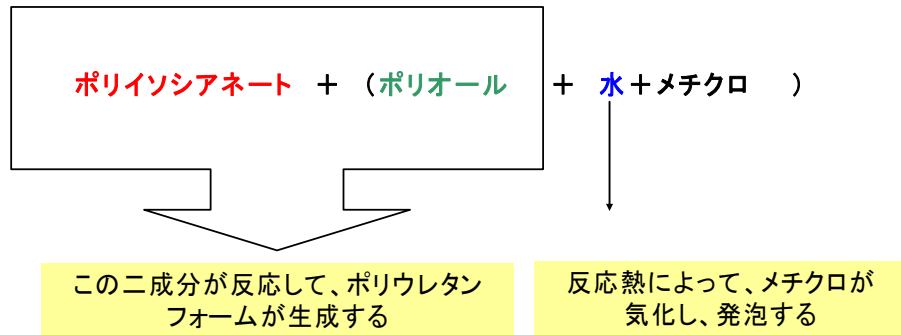 ポリイソシアネート + (ポリオール + 水+メチクロ )
この二成分が反応して、ポリウレタン
フォームが生成する
反応熱によって、メチクロが
気化し、発泡する